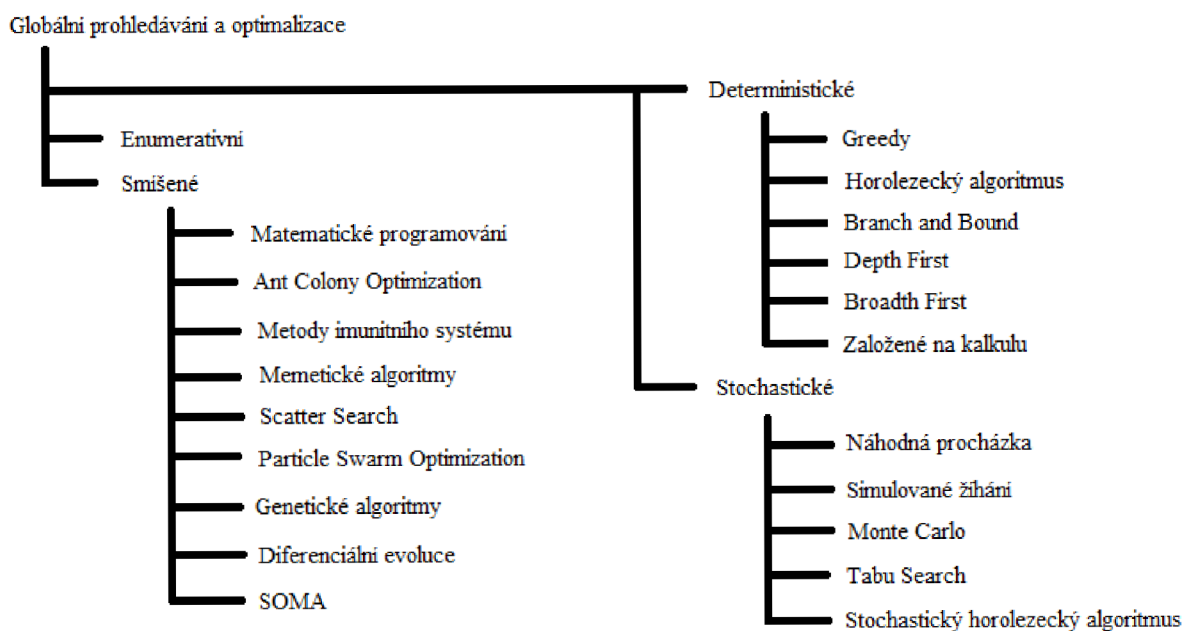 Globální prohledávání a optimalizace
Enumerativní
Smíšené
Matematické programování
Ant Colony Optimization
Metody imunitního systému
Memetické algoritmy
Scatter Search
Particle Swarm Optimization
Genetické algoritmy
Diferenciální evoluce
SOMA
Deterministické
Greedy
Horolezecký algoritmus
Branch and Bound
Depth First
Broadth First
Založené na kalkulu
Stochastické
Náhodná procházka
Simulované žíhání
Monte Carlo
Tabu Search
Stochastický horolezecký algoritmus